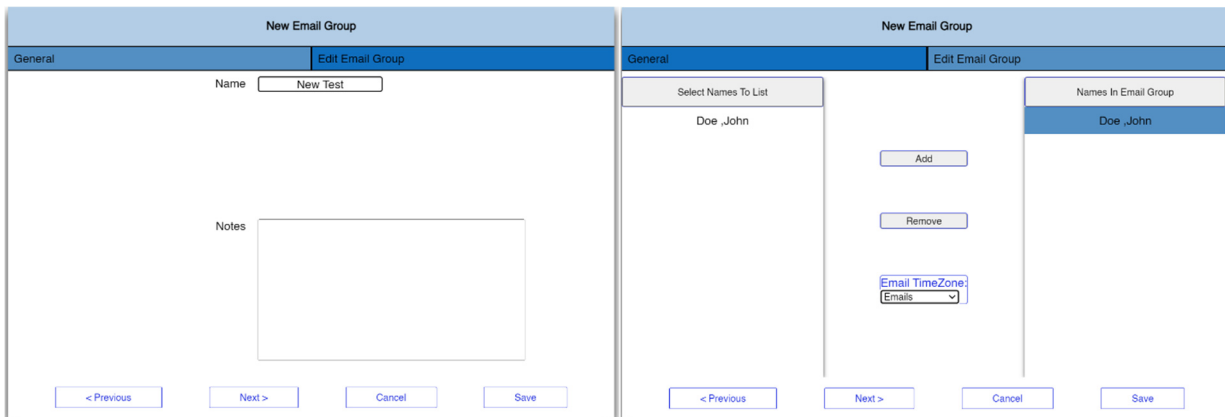 New Email Group
General
Edit Email Group
Name
New Test
Notes
< Previous
Next >
Cancel
Save
New Email Group
General
Edit Email Group
Select Names To List
Names In Email Group
Doe ,John
Doe ,John
Add
Remove
Email TimeZone:
Emails
< Previous
Next >
Cancel
Save